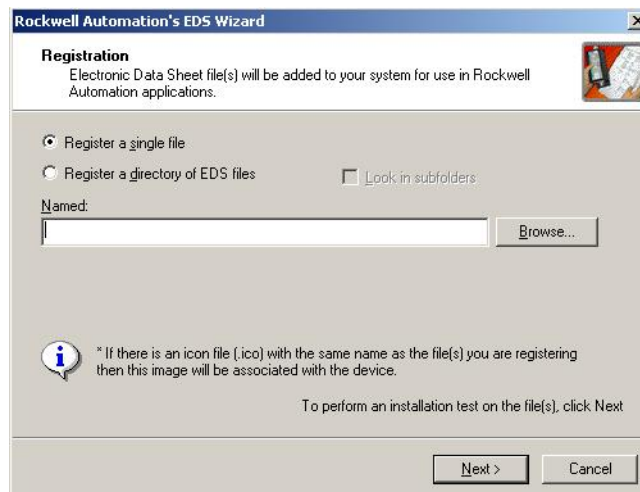 Rockwell Automation's EDS Wizard
Registration
Electronic Data Sheet file(s) will be added to your system for use in Rockwell
Automation applications.
Register a single file
Register a directory of EDS files
Look in subfolders
Named:
Browse...
* If there is an icon file (.ico) with the same name as the file(s) you are registering
then this image will be associated with the device.
To perform an installation test on the file(s), click Next
Next >
Cancel